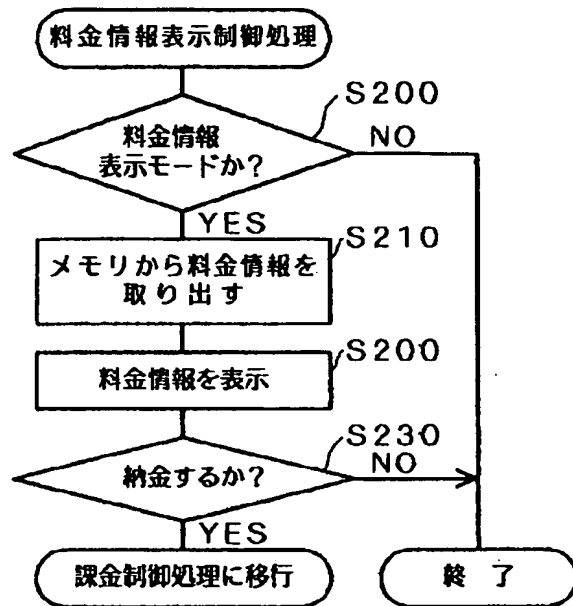 料金情報表示制御処理
S200
料金情報
表示モードか?
NO
YES
S210
メモリから料金情報を
取り出す
S200
料金情報を表示
S230
納金するか?
NO
YES
課金制御処理に移行
終了